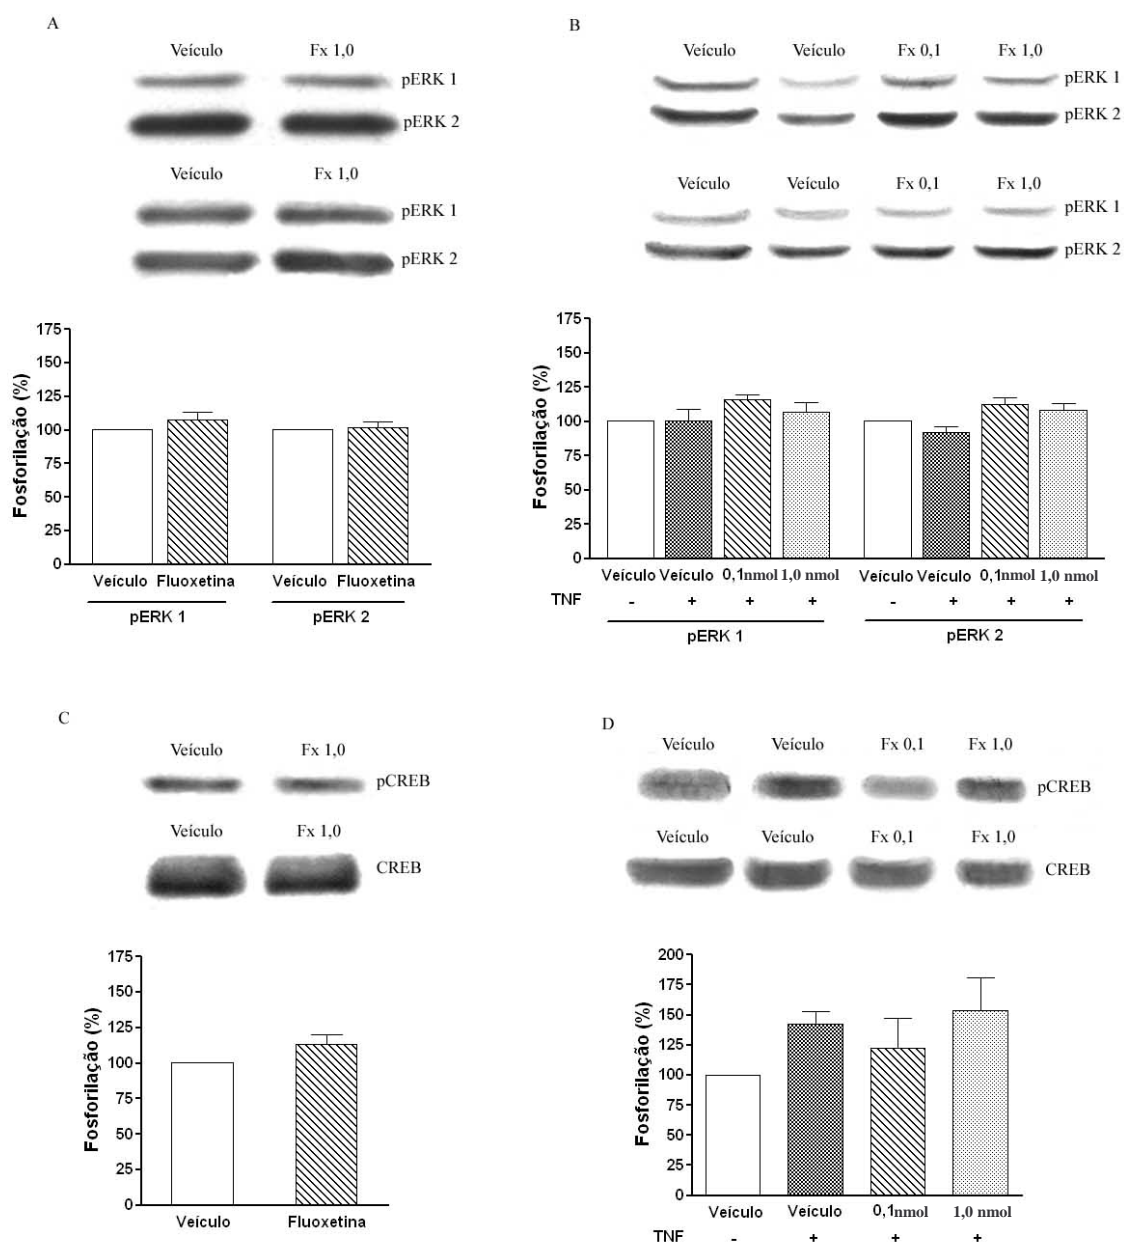 A
Veículo Fx 1,0
pERK 1
pERK 2
Veículo Fx 1,0
pERK 1
pERK 2
175
150
125
100
75
50
25
0
Fosforilação (%)
Veículo Fluoxetina Veículo Fluoxetina
pERK 1 pERK 2
B
Veículo Veículo Fx 0,1 Fx 1,0
pERK 1
pERK 2
Veículo Veículo Fx 0,1 Fx 1,0
pERK 1
pERK 2
175
150
125
100
75
50
25
0
Fosforilação (%)
Veículo Veículo 0,1nmol 1,0 nmol Veículo Veículo 0,1nmol 1,0 nmol
TNF - + + + - + + +
pERK 1 pERK 2
C
Veículo Fx 1,0
pCREB
Veículo Fx 1,0
CREB
175
150
125
100
75
50
25
0
Fosforilação (%)
Veículo Fluoxetina
D
Veículo Veículo Fx 0,1 Fx 1,0
pCREB
Veículo Veículo Fx 0,1 Fx 1,0
CREB
200
175
150
125
100
75
50
25
0
Fosforilação (%)
Veículo Veículo 0,1nmol 1,0 nmol
TNF - + + +